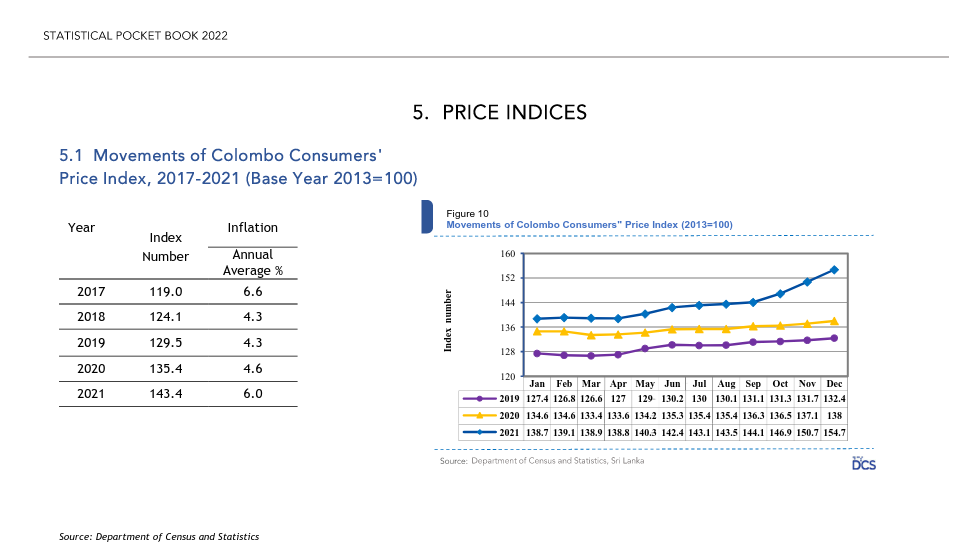 STATISTICAL POCKET BOOK 2022
5. PRICE INDICES
5.1 Movements of Colombo Consumers'
Price Index, 2017-2021 (Base Year 2013=100)
Year Index Number Inflation
Annual Average %
2017 119.0 6.6
2018 124.1 4.3
2019 129.5 4.3
2020 135.4 4.6
2021 143.4 6.0
Figure 10
Movements of Colombo Consumers" Price Index (2013=100)
Index number
160
152
144
136
128
120
Jan Feb Mar Apr May Jun Jul Aug Sep Oct Nov Dec
2019 127.4 126.8 126.6 127 129 130.2 130 130.1 131.1 131.3 131.7 132.4
2020 134.6 134.6 133.4 133.6 134.2 135.3 135.4 135.4 136.3 136.5 137.1 138
2021 138.7 139.1 138.9 138.8 140.3 142.4 143.1 143.5 144.1 146.9 150.7 154.7
Source: Department of Census and Statistics, Sri Lanka
DCS
Source: Department of Census and Statistics